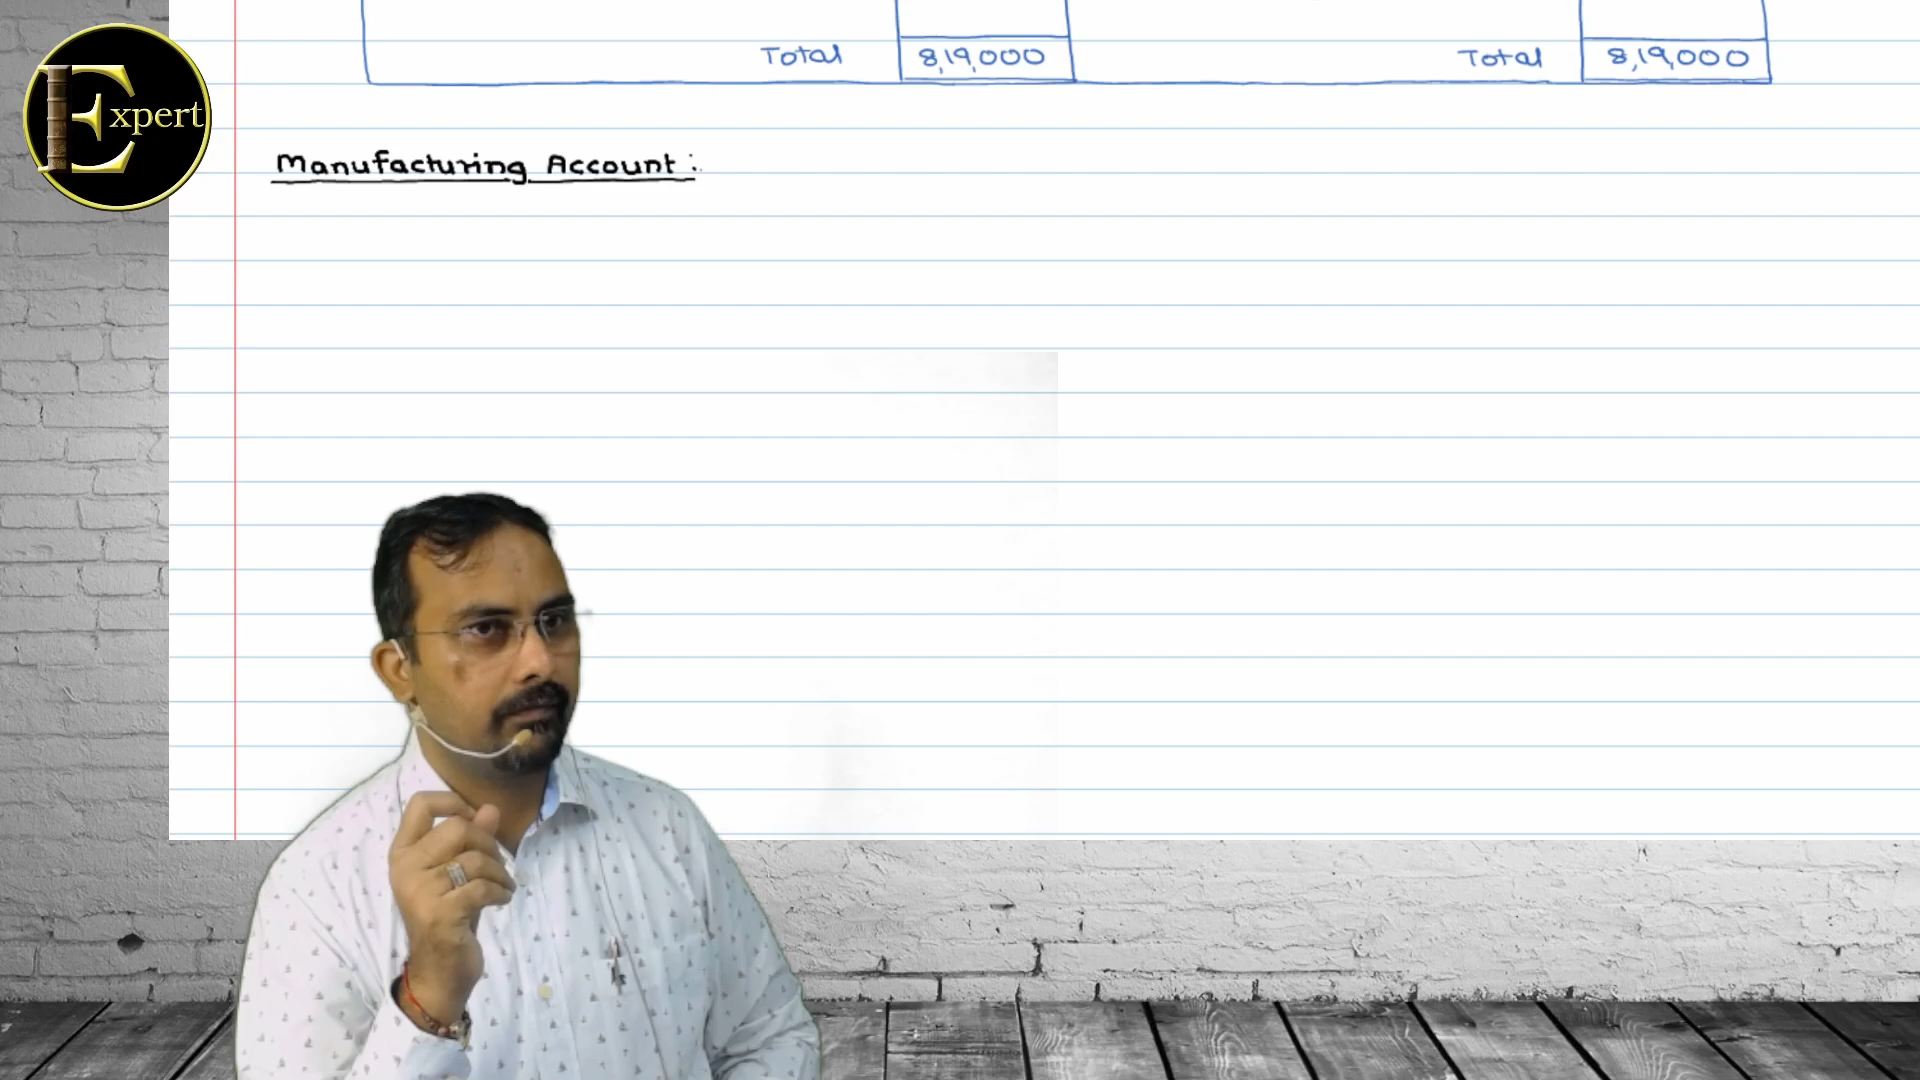 Expert
Total 8,19,000 Total 8,19,000
Manufacturing Account :